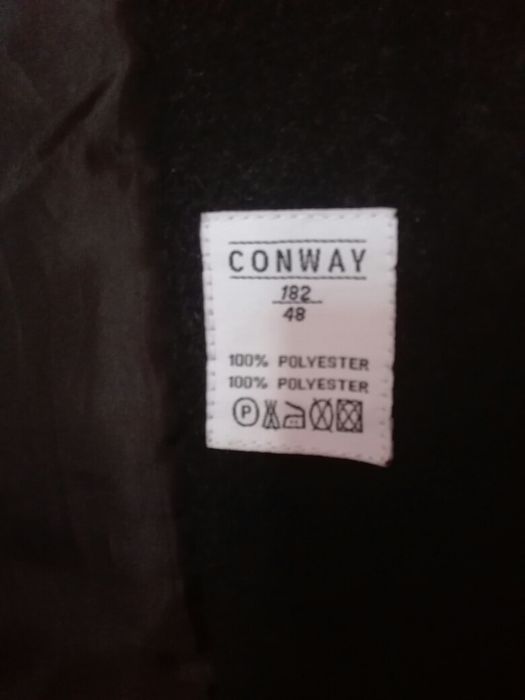 CONWAY
182
48
100% POLYESTER
100% POLYESTER
P